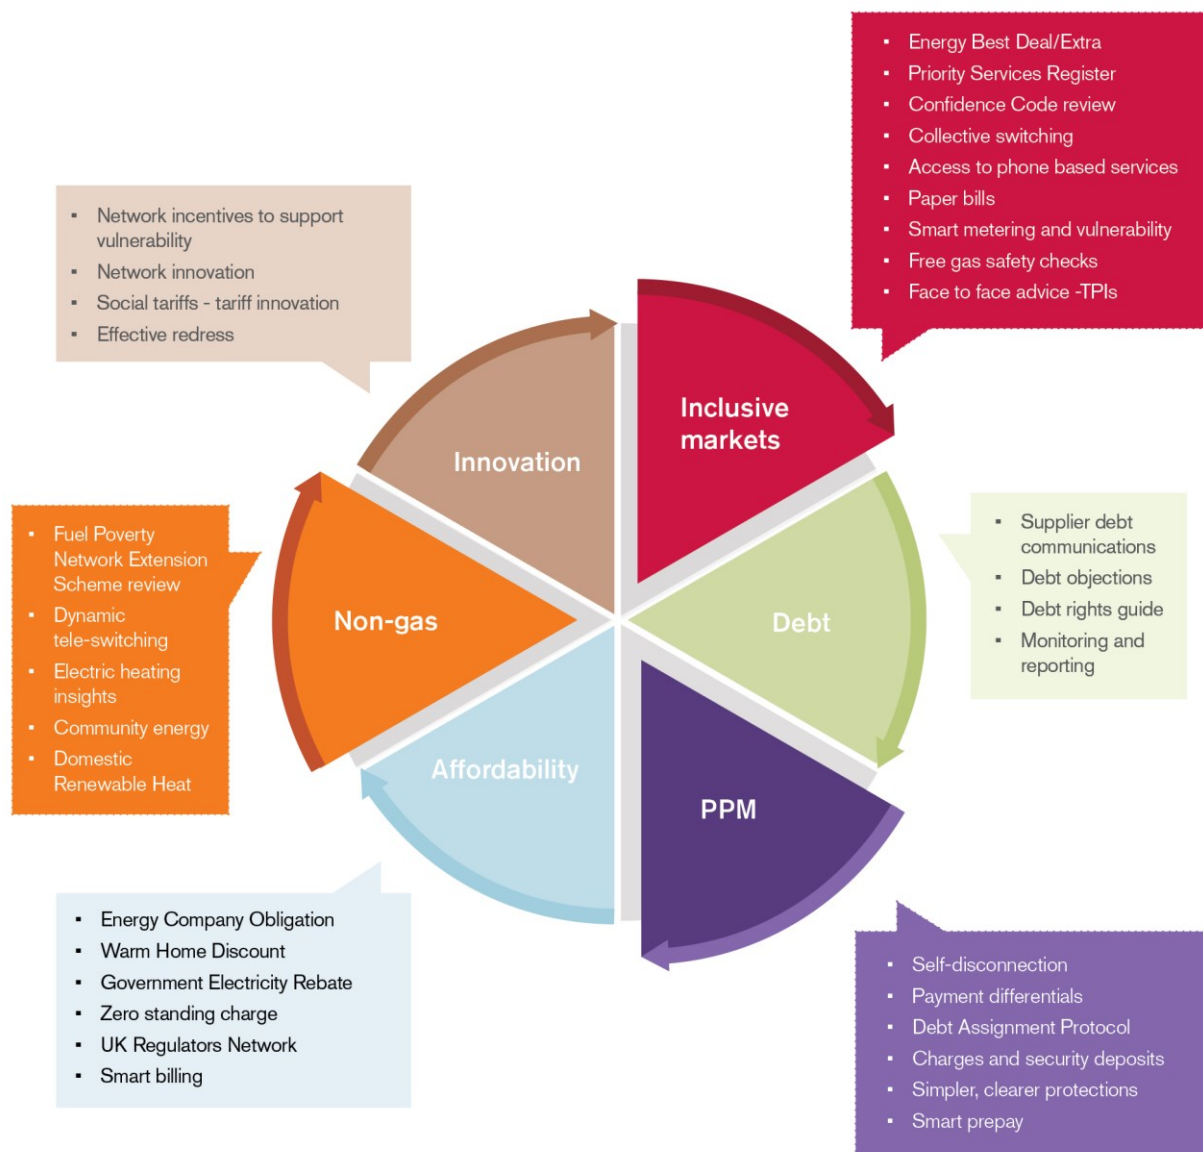 ▪ Energy Best Deal/Extra
▪ Priority Services Register
▪ Confidence Code review
▪ Collective switching
▪ Access to phone based services
▪ Paper bills
▪ Smart metering and vulnerability
▪ Free gas safety checks
▪ Face to face advice -TPIs
▪ Network incentives to support
vulnerability
▪ Network innovation
▪ Social tariffs - tariff innovation
▪ Effective redress
Inclusive
markets
Innovation
▪ Fuel Poverty
Network Extension
Scheme review
▪ Dynamic
tele-switching
▪ Electric heating
insights
▪ Community energy
▪ Domestic
Renewable Heat
Non-gas
Debt
▪ Supplier debt
communications
▪ Debt objections
▪ Debt rights guide
▪ Monitoring and
reporting
Affordability
PPM
▪ Energy Company Obligation
▪ Warm Home Discount
▪ Government Electricity Rebate
▪ Zero standing charge
▪ UK Regulators Network
▪ Smart billing
▪ Self-disconnection
▪ Payment differentials
▪ Debt Assignment Protocol
▪ Charges and security deposits
▪ Simpler, clearer protections
▪ Smart prepay